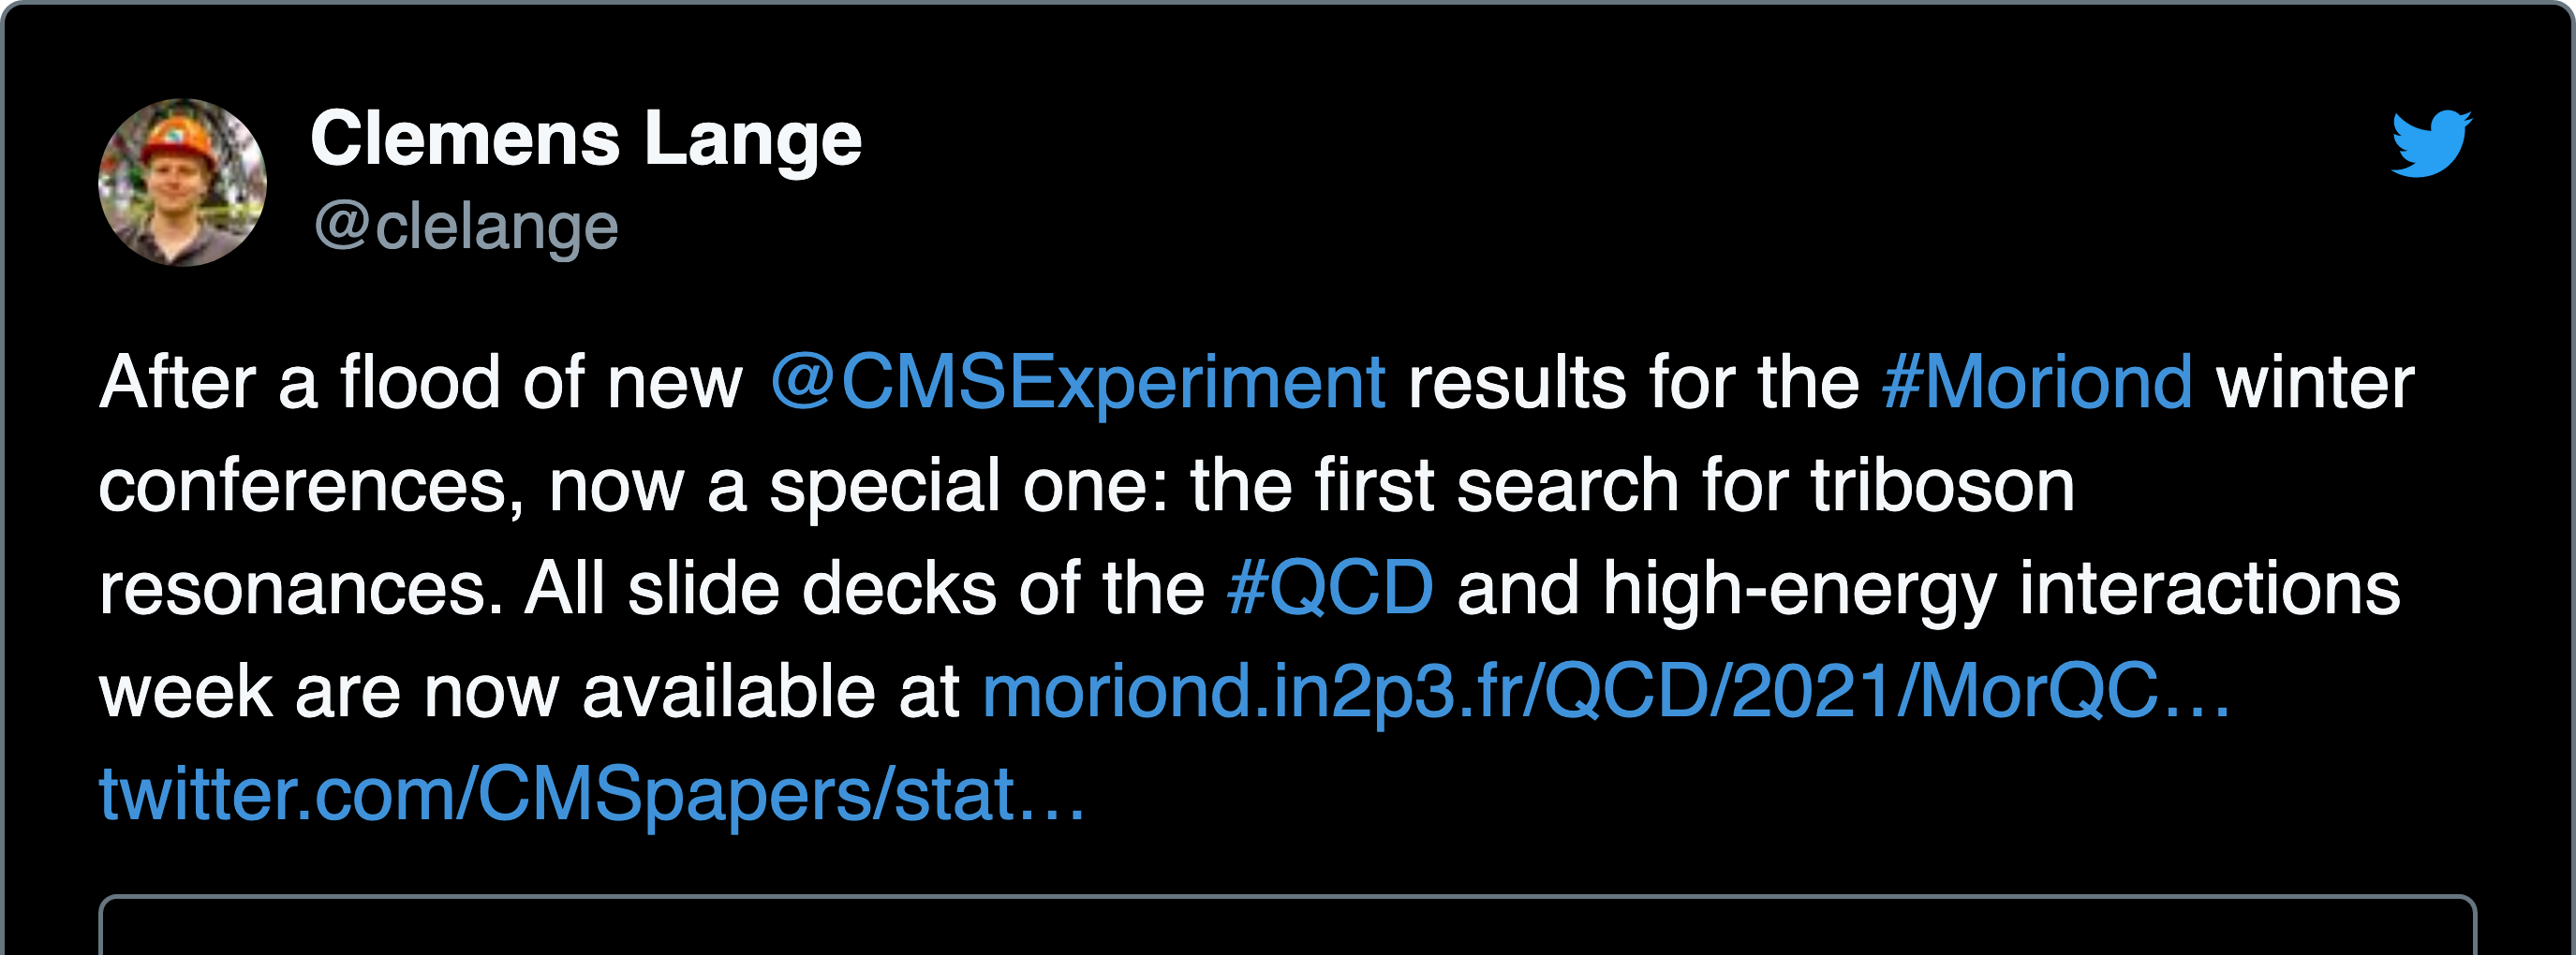 Clemens Lange
@clelange
After a flood of new @CMSExperiment results for the #Moriond winter
conferences, now a special one: the first search for triboson
resonances. All slide decks of the #QCD and high-energy interactions
week are now available at moriond.in2p3.fr/QCD/2021/MorQC…
twitter.com/CMSpapers/stat…